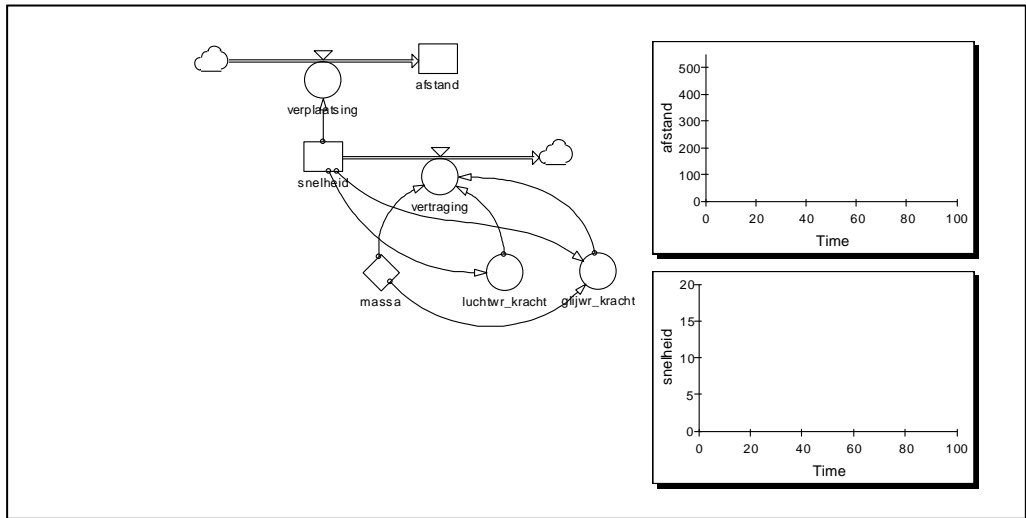 afstand
verplaatsing
snelheid
vertraging
massa
luchtwr_kracht
glijwr_kracht
500
400
300
200
100
0
afstand
0 20 40 60 80 100
Time
20
15
10
5
0
snelheid
0 20 40 60 80 100
Time